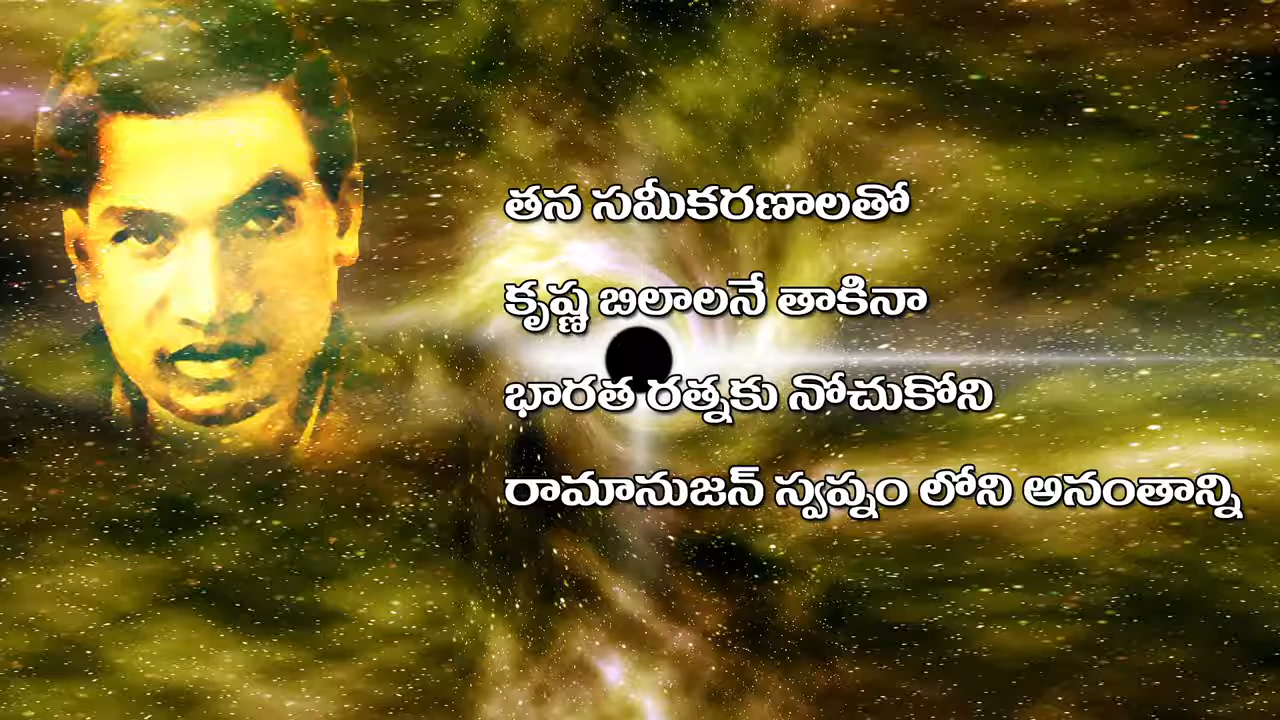 తన సమీకరణాలతో
కృష్ణ బిలాలనే తాకినా
భారత రత్నకు నోచుకోని
రామానుజన్ స్వప్నం లోని అనంతాన్ని